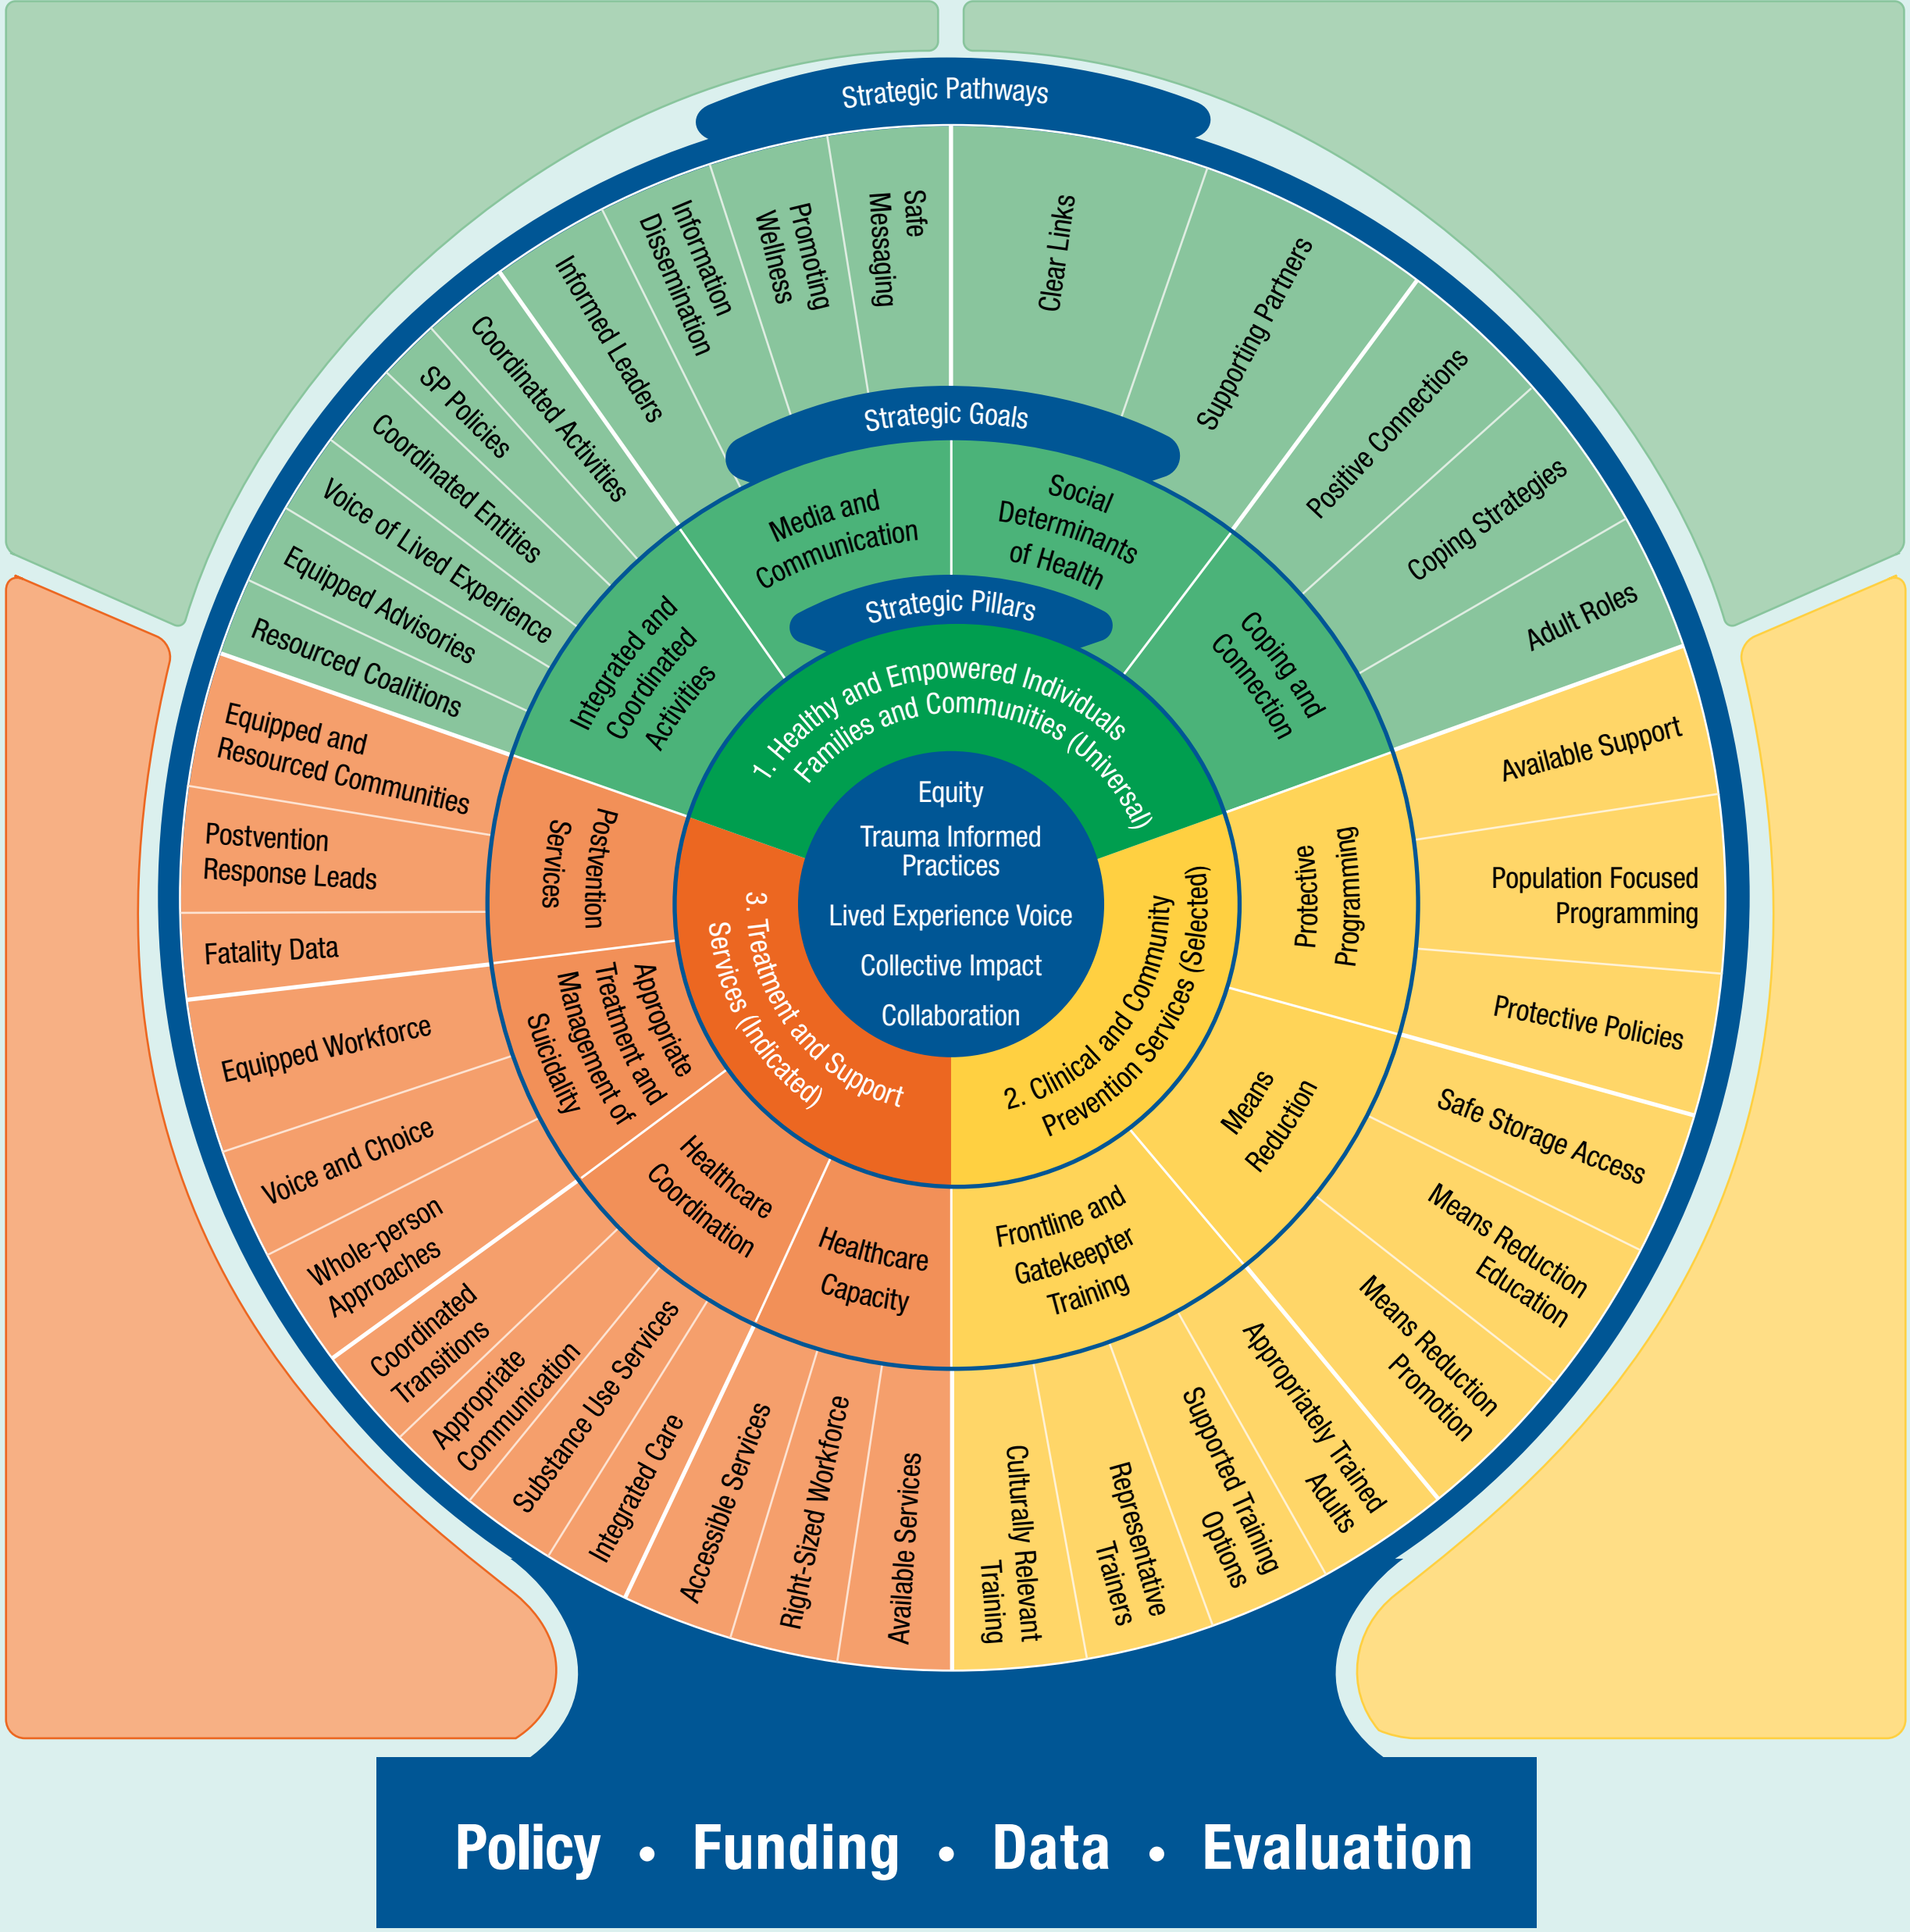 Strategic Pathways
Safe
Messaging
Promoting
Wellness
Information
Dissemination
Informed Leaders
Coordinated Activities
SP Policies
Coordinated Entities
Voice of Lived Experience
Equipped Advisories
Resourced Coalitions
Clear Links
Supporting Partners
Positive Connections
Coping Strategies
Adult Roles
Strategic Goals
Media and
Communication
Social
Determinants
of Health
Integrated and
Coordinated
Activities
Coping and
Connection
Strategic Pillars
1. Healthy and Empowered Individuals
Families and Communities (Universal)
Equity
Trauma Informed
Practices
Lived Experience Voice
Collective Impact
Collaboration
2. Clinical and Community
Prevention Services (Selected)
Protective
Programming
Available Support
Population Focused
Programming
Protective Policies
Means
Reduction
Safe Storage Access
Means Reduction
Education
Means Reduction
Promotion
Frontline and
Gatekeepter
Training
Appropriately Trained
Adults
Supported Training
Options
Representative
Trainers
Culturally Relevant
Training
3. Treatment and Support
Services (Indicated)
Postvention
Services
Equipped and
Resourced Communities
Postvention
Response Leads
Fatality Data
Appropriate
Treatment and
Management of
Suicidality
Equipped Workforce
Voice and Choice
Whole-person
Approaches
Healthcare
Coordination
Coordinated
Transitions
Appropriate
Communication
Substance Use Services
Integrated Care
Healthcare
Capacity
Accessible Services
Right-Sized Workforce
Available Services
Policy • Funding • Data • Evaluation